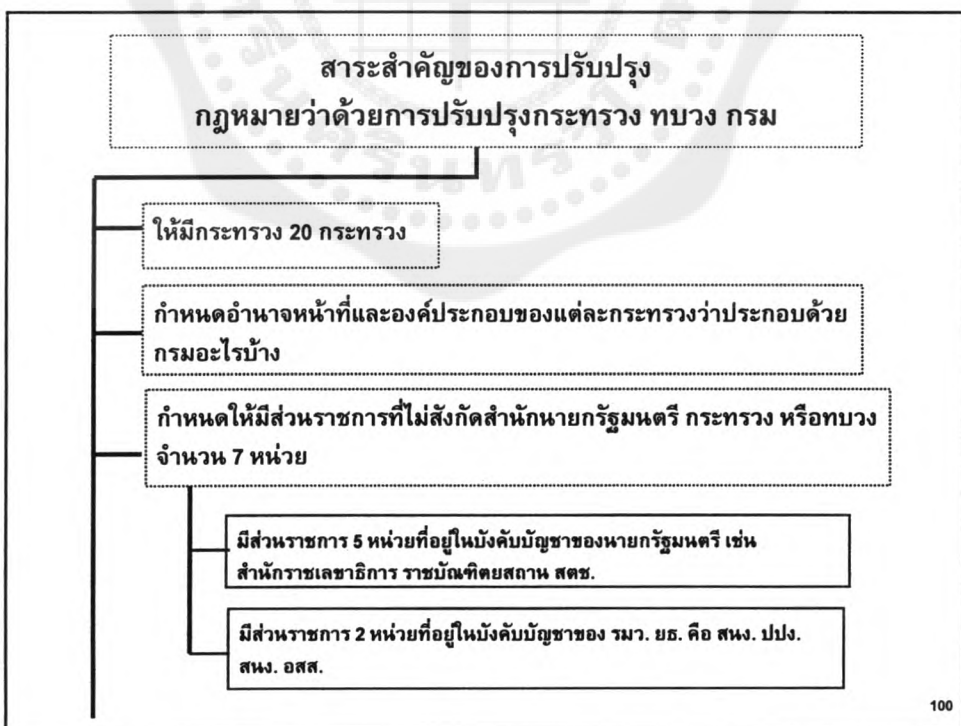 สาระสำคัญของการปรับปรุง
กฎหมายว่าด้วยการปรับปรุงกระทรวง ทบวง กรม
ให้มีกระทรวง 20 กระทรวง
กำหนดอำนาจหน้าที่และองค์ประกอบของแต่ละกระทรวงว่าประกอบด้วย
กรมอะไรบ้าง
กำหนดให้มีส่วนราชการที่ไม่สังกัดสำนักนายกรัฐมนตรี กระทรวง หรือทบวง
จำนวน 7 หน่วย
มีส่วนราชการ 5 หน่วยที่อยู่ในบังคับบัญชาของนายกรัฐมนตรี เช่น
สำนักราชเลขาธิการ ราชบัณฑิตยสถาน สตช.
มีส่วนราชการ 2 หน่วยที่อยู่ในบังคับบัญชาของ รมว. ยธ. คือ สนง. ปปง.
สนง. อสส.
100